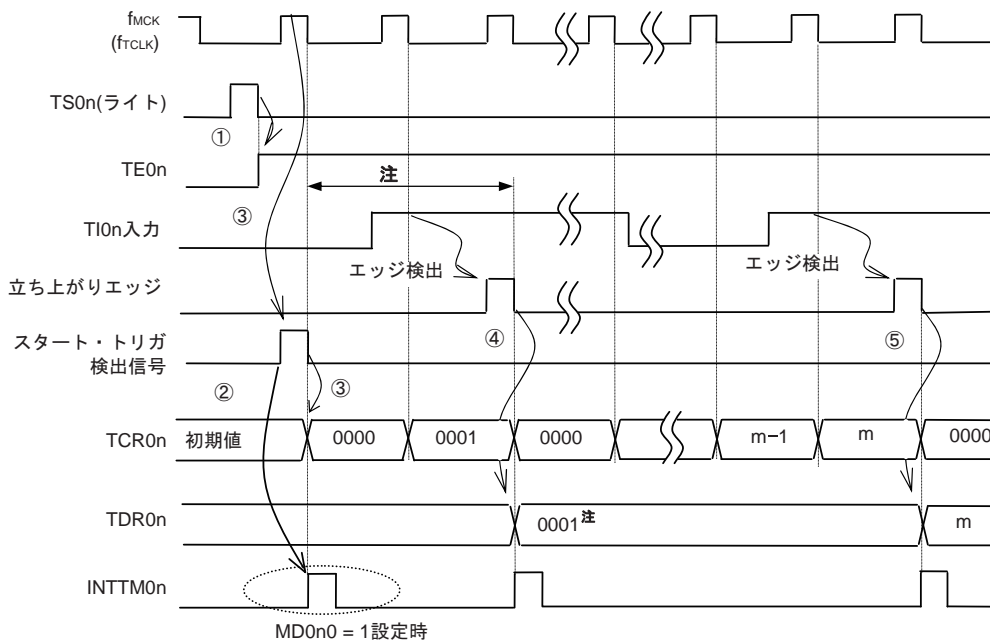 fMCK
(fTCLK)
TS0n(ライト)
①
TE0n
注
③
TI0n入力
エッジ検出
エッジ検出
立ち上がりエッジ
④
⑤
スタート・トリガ
検出信号
②
③
TCR0n
初期値
0000
0001
0000
m−1
m
0000
TDR0n
0001注
m
INTTM0n
MD0n0 = 1設定時